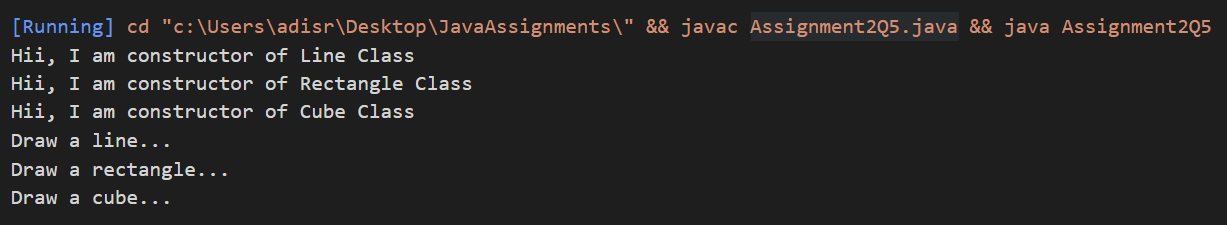 [Running] cd "c:\Users\adisr\Desktop\JavaAssignments\" && javac Assignment2Q5.java && java Assignment2Q5
Hii, I am constructor of Line Class
Hii, I am constructor of Rectangle Class
Hii, I am constructor of Cube Class
Draw a line...
Draw a rectangle...
Draw a cube...